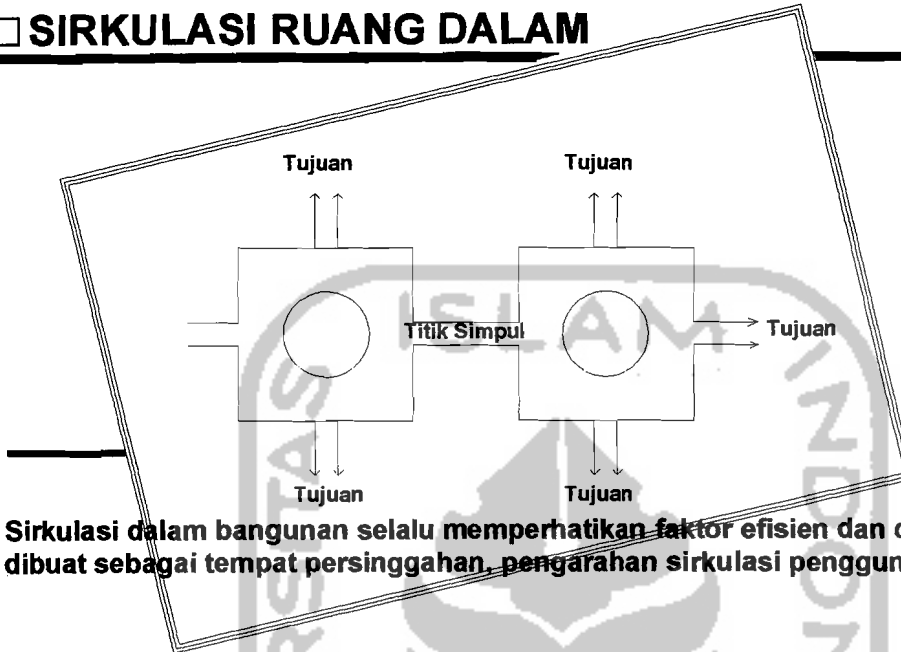 SIRKULASI RUANG DALAM
Tujuan Tujuan
Titik Simpul
Tujuan
Tujuan Tujuan
Sirkulasi dalam bangunan selalu memperhatikan faktor efisien dan
dibuat sebagai tempat persinggahan, pengarahan sirkulasi
ISLAM